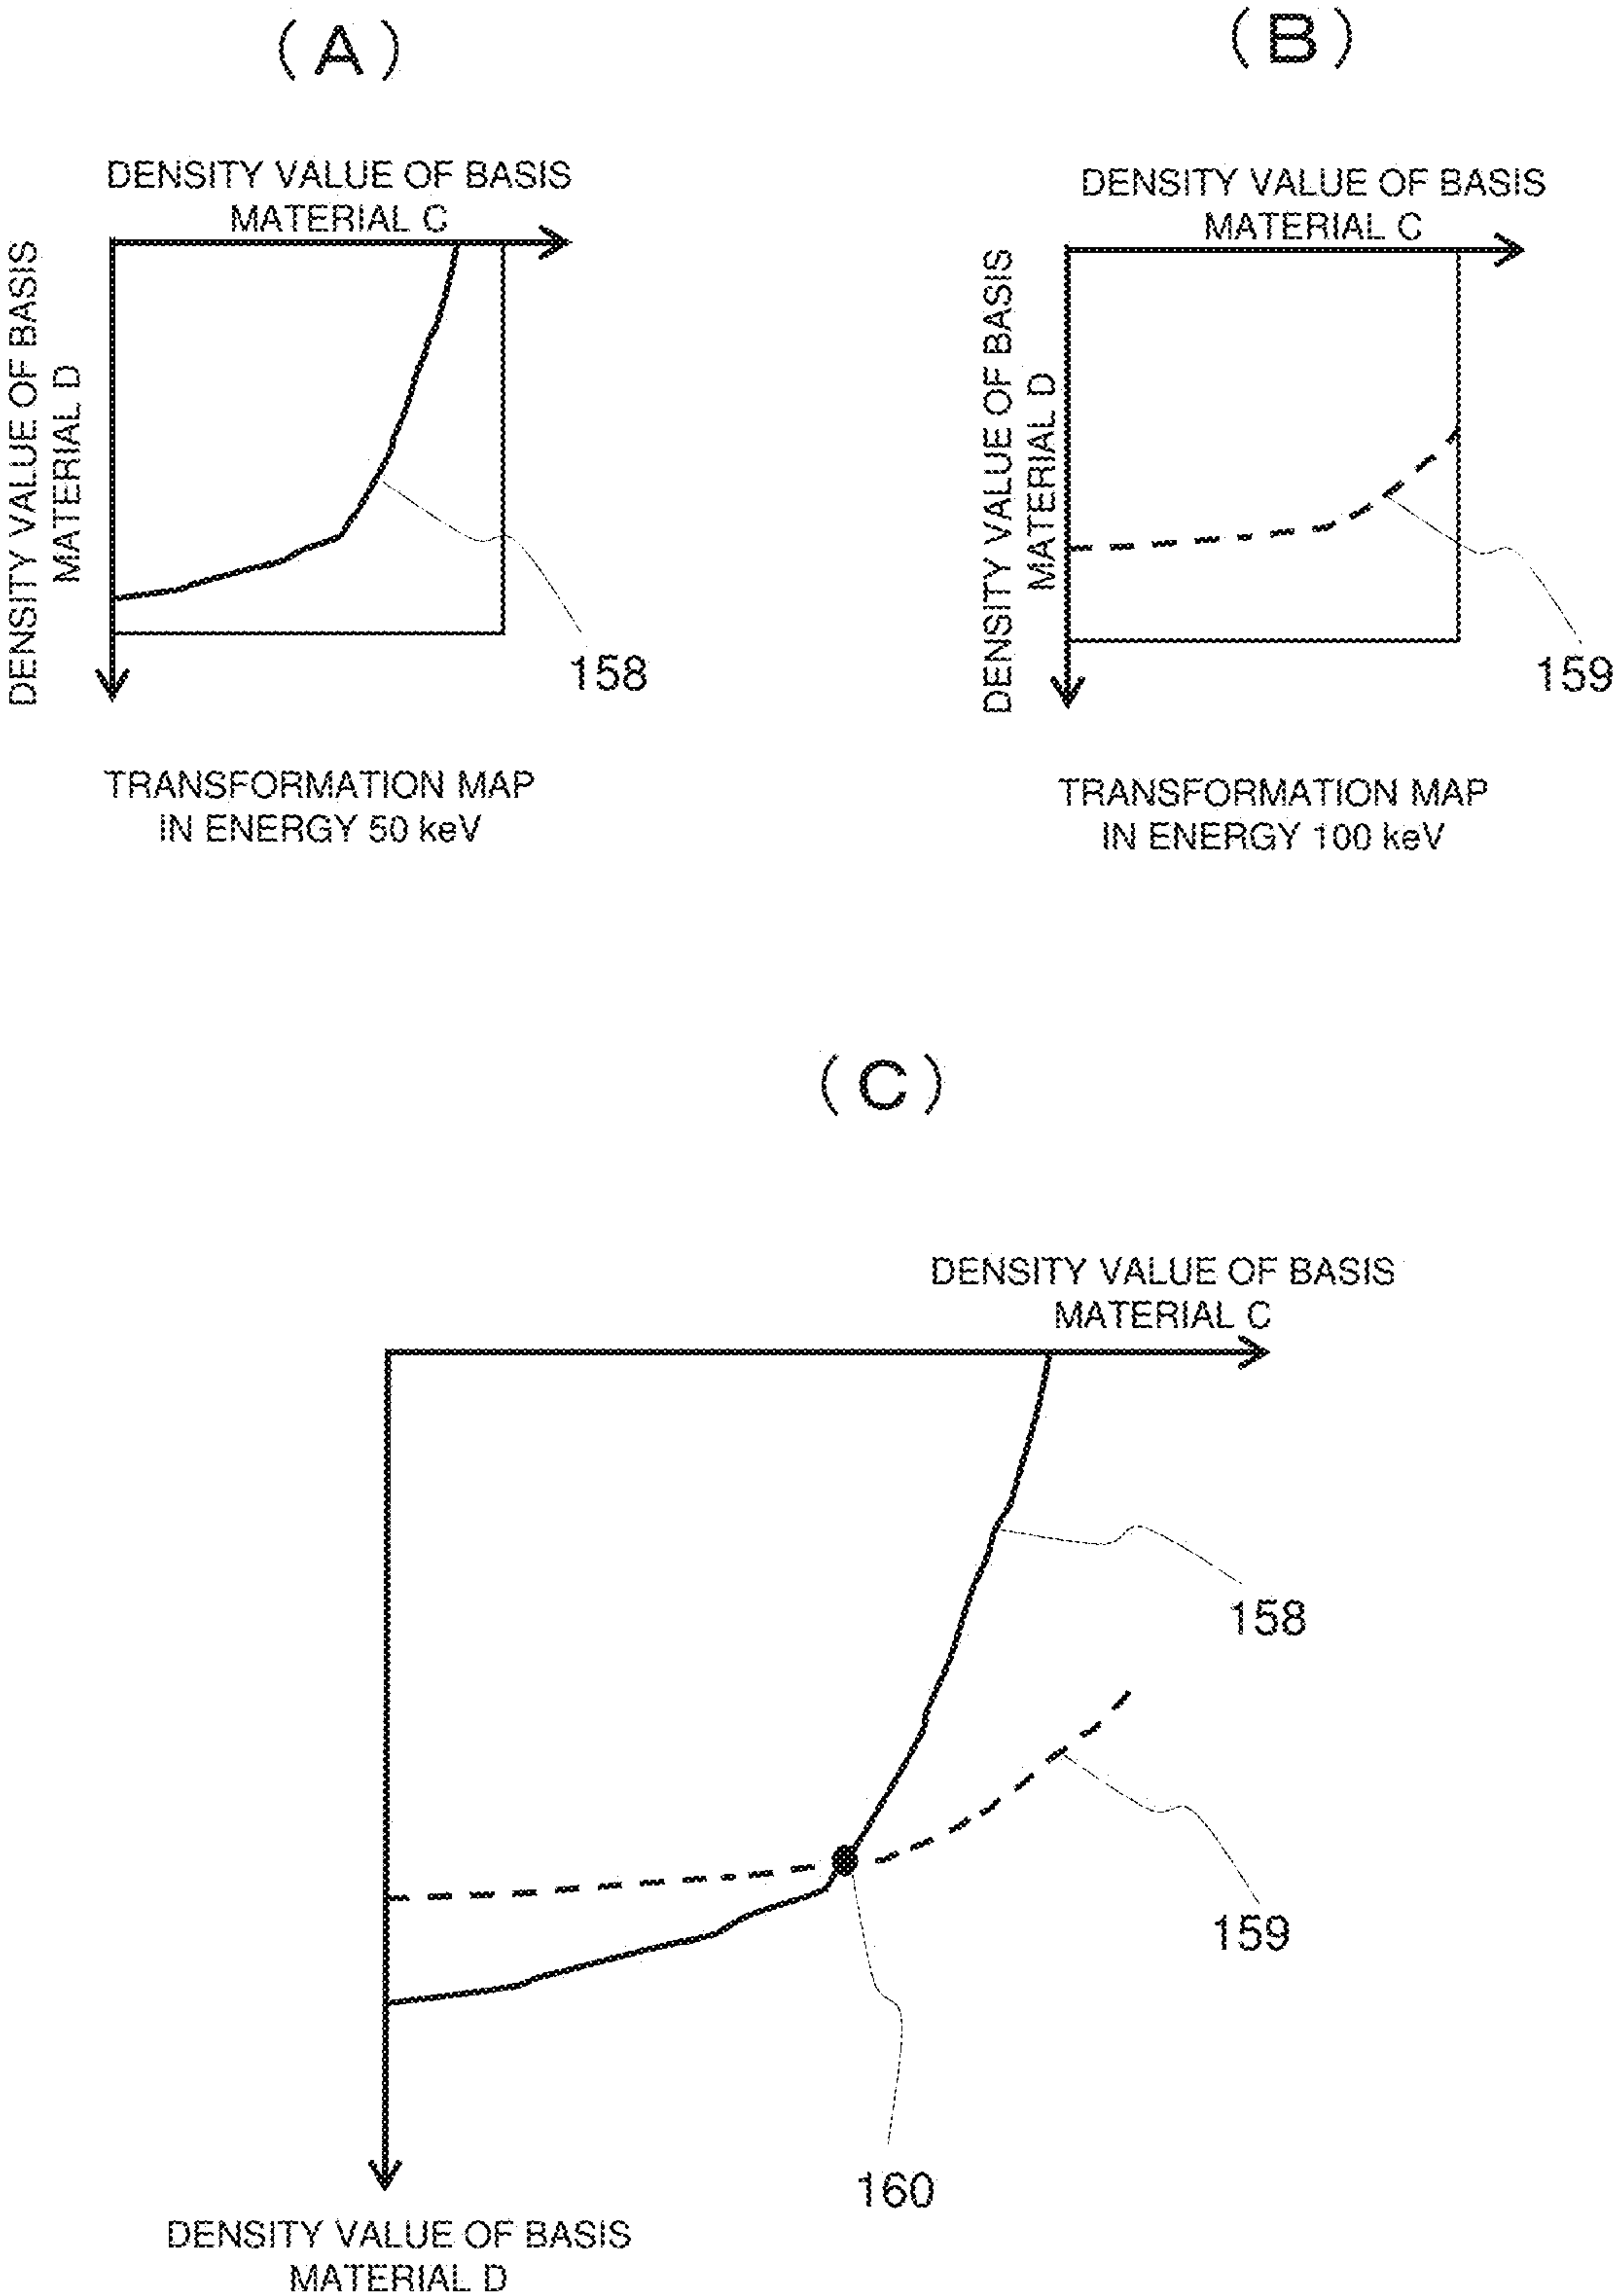 (A)
DENSITY VALUE OF BASIS
MATERIAL C
DENSITY VALUE OF BASIS
MATERIAL D
158
TRANSFORMATION MAP
IN ENERGY 50 keV
(B)
DENSITY VALUE OF BASIS
MATERIAL C
DENSITY VALUE OF BASIS
MATERIAL D
159
TRANSFORMATION MAP
IN ENERGY 100 keV
(C)
DENSITY VALUE OF BASIS
MATERIAL C
158
159
160
DENSITY VALUE OF BASIS
MATERIAL D